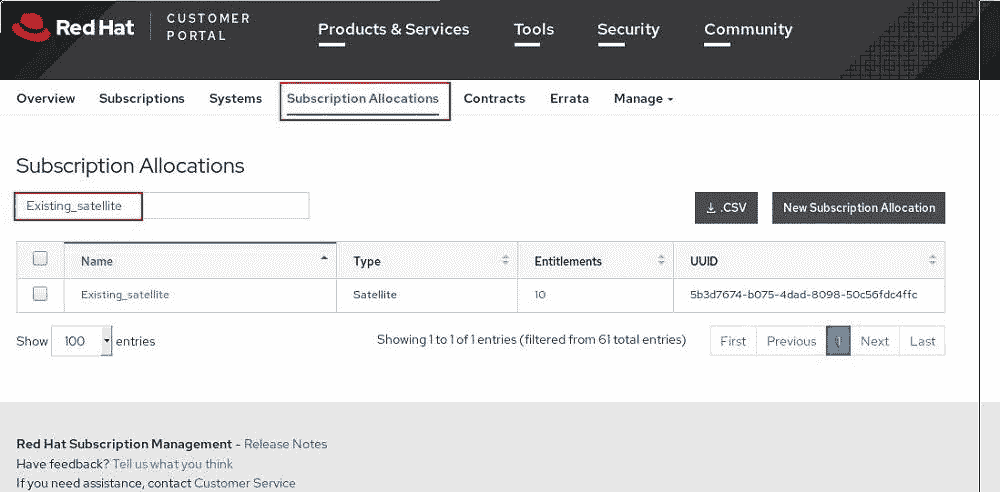 Red Hat CUSTOMER PORTAL Products & Services Tools Security Community
Overview Subscriptions Systems Subscription Allocations Contracts Errata Manage
Subscription Allocations
Existing_satellite .CSV New Subscription Allocation
Name Type Entitlements UUID
Existing_satellite Satellite 10 5b3d7674-b075-4dad-8098-50c56fdc4ffc
Show 100 entries Showing 1 to 1 of 1 entries (filtered from 61 total entries) First Previous 1 Next Last
Red Hat Subscription Management - Release Notes
Have feedback? Tell us what you think
If you need assistance, contact Customer Service